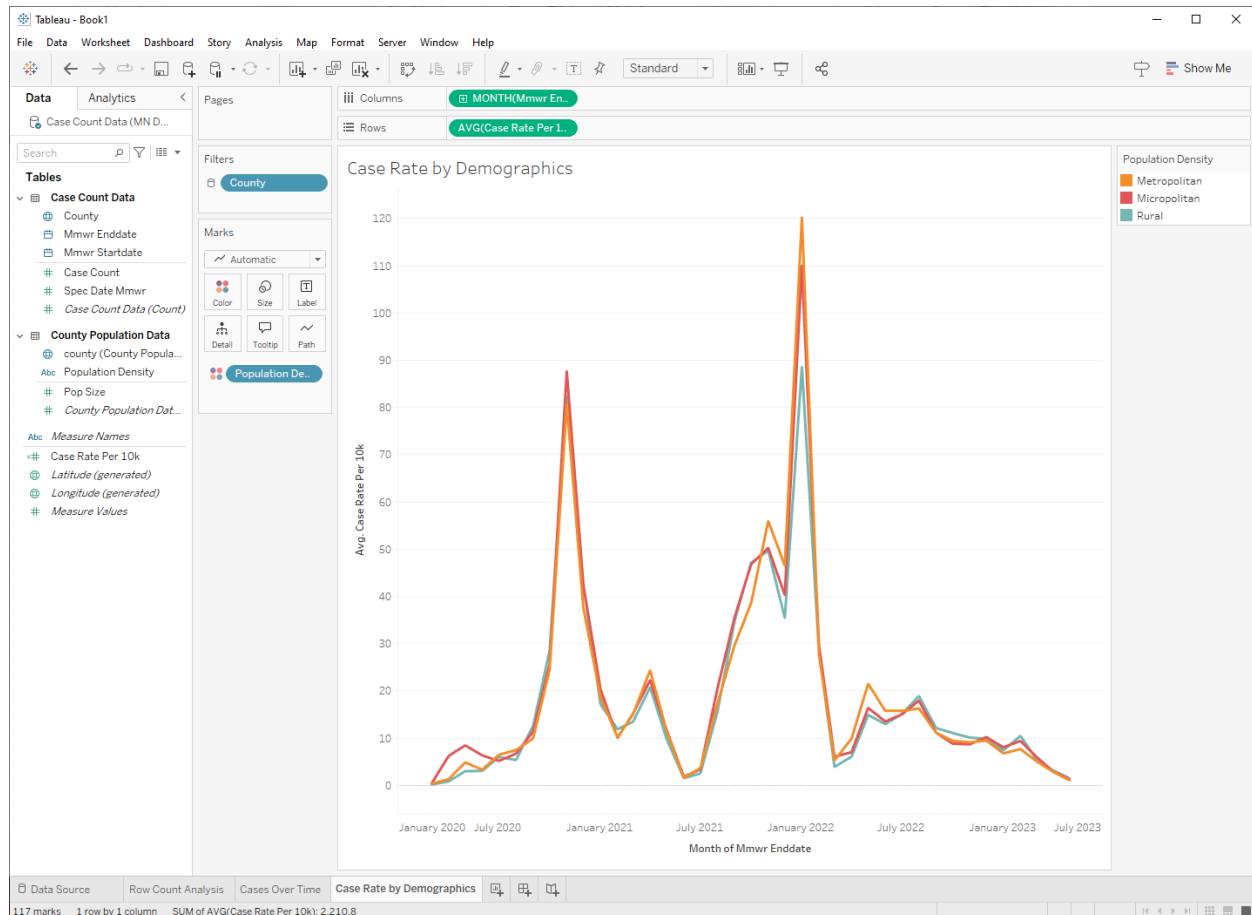 Tableau - Book1
File Data Worksheet Dashboard Story Analysis Map Format Server Window Help
Standard
Show Me
Data
Analytics
Case Count Data (MN D...
Search
Tables
Case Count Data
County
Mmwr Enddate
Mmwr Startdate
Case Count
Spec Date Mmwr
Case Count Data (Count)
County Population Data
county (County Popula...
Abc Population Density
Pop Size
County Population Dat...
Abc Measure Names
Case Rate Per 10k
Latitude (generated)
Longitude (generated)
Measure Values
Pages
Filters
County
Marks
Automatic
Color Size Label
Detail Tooltip Path
Population De..
Columns
MONTH(Mmwr En..
Rows
AVG(Case Rate Per 1..
Case Rate by Demographics
120
110
100
90
80
70
60
50
40
30
20
10
0
Avg. Case Rate Per 10k
January 2020 July 2020 January 2021 July 2021 January 2022 July 2022 January 2023 July 2023
Month of Mmwr Enddate
Population Density
Metropolitan
Micropolitan
Rural
Data Source Row Count Analysis Cases Over Time Case Rate by Demographics
117 marks 1 row by 1 column SUM of AVG(Case Rate Per 10k): 2,210.8